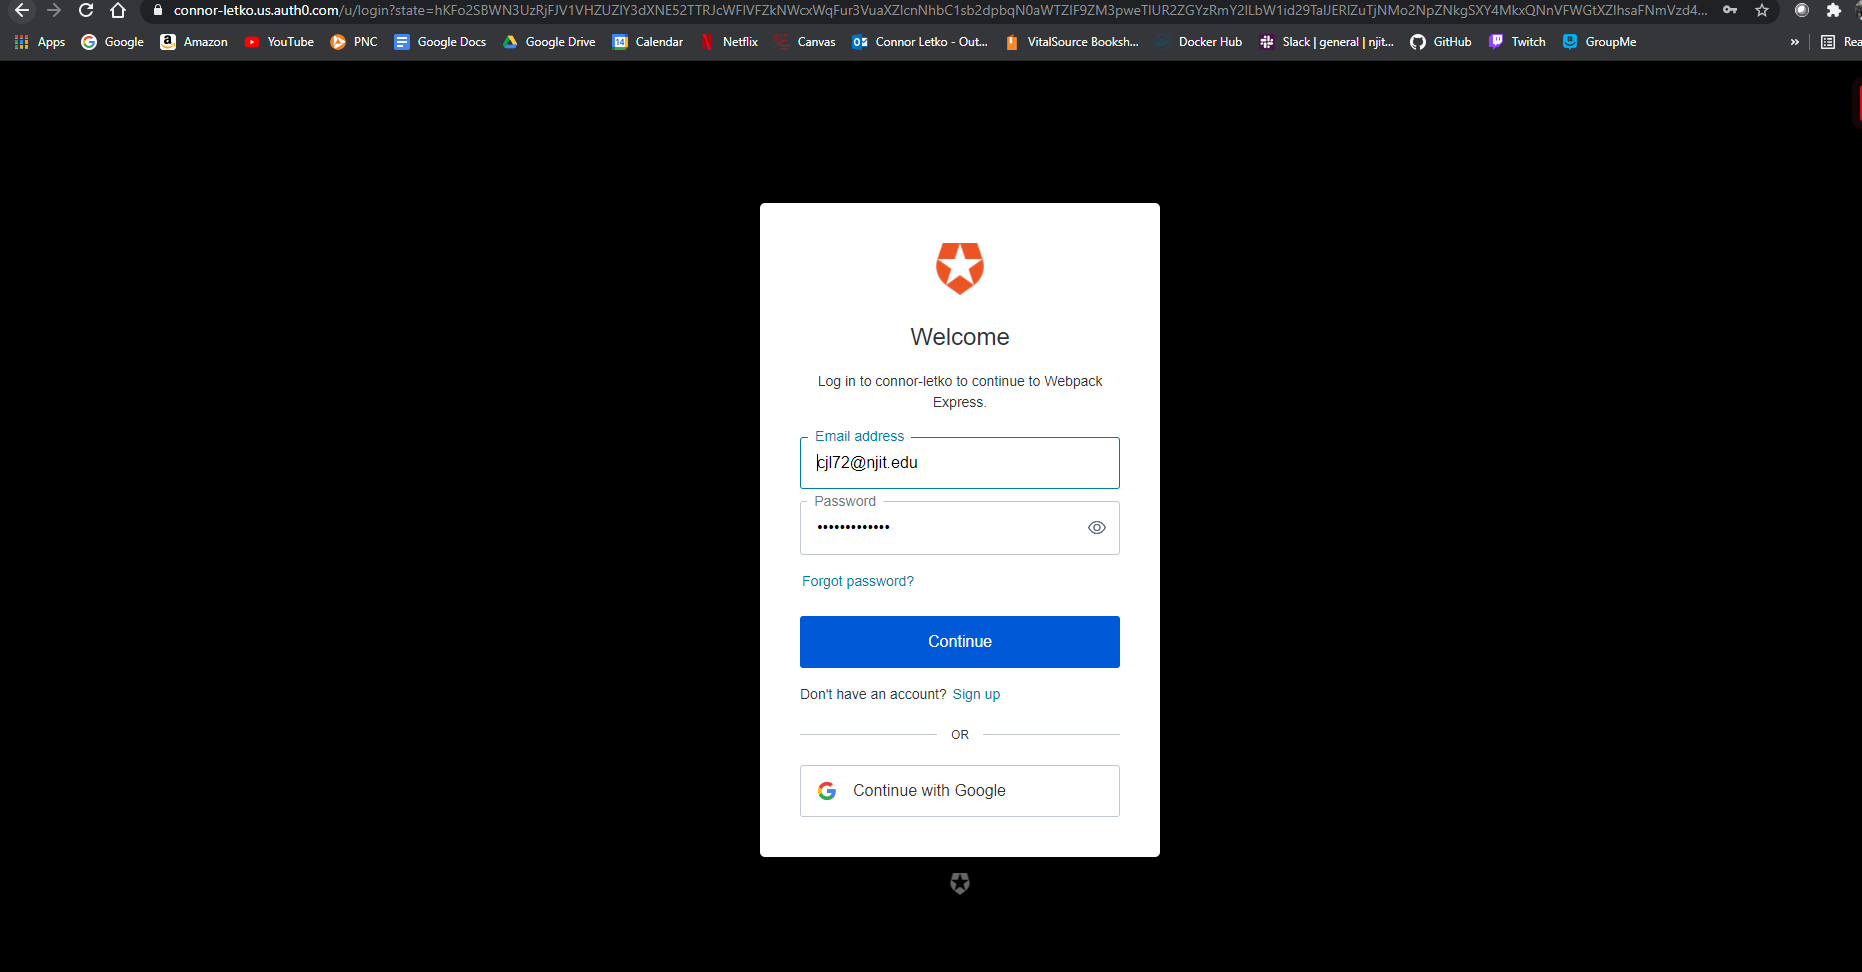 connor-letko.us.auth0.com/u/login?state=
Apps Google Amazon YouTube PNC Google Docs Google Drive 14 Calendar Netflix Canvas Connor Letko - Out... VitalSource Booksh... Docker Hub Slack | general | njit... GitHub Twitch GroupMe » Rea
Welcome
Log in to connor-letko to continue to Webpack
Express.
Email address
cjl72@njit.edu
Password
•••••••••••••
Forgot password?
Continue
Don't have an account? Sign up
OR
Continue with Google